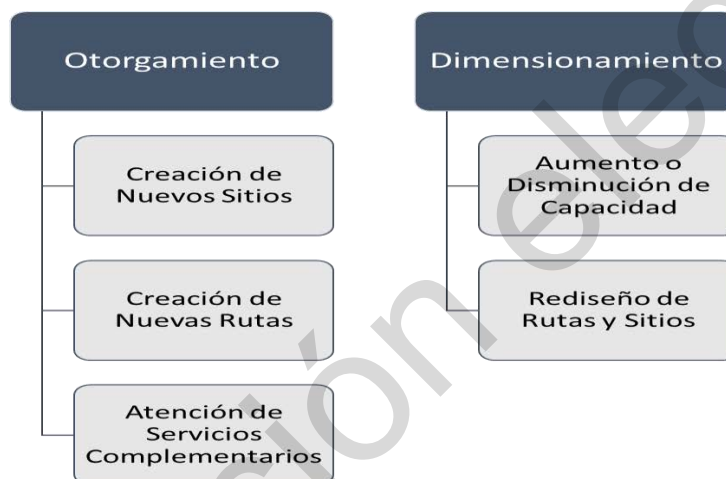 Otorgamiento
Creación de
Nuevos Sitios
Creación de
Nuevas Rutas
Atención de
Servicios
Complementarios
Dimensionamiento
Aumento o
Disminución de
Capacidad
Rediseño de
Rutas y Sitios